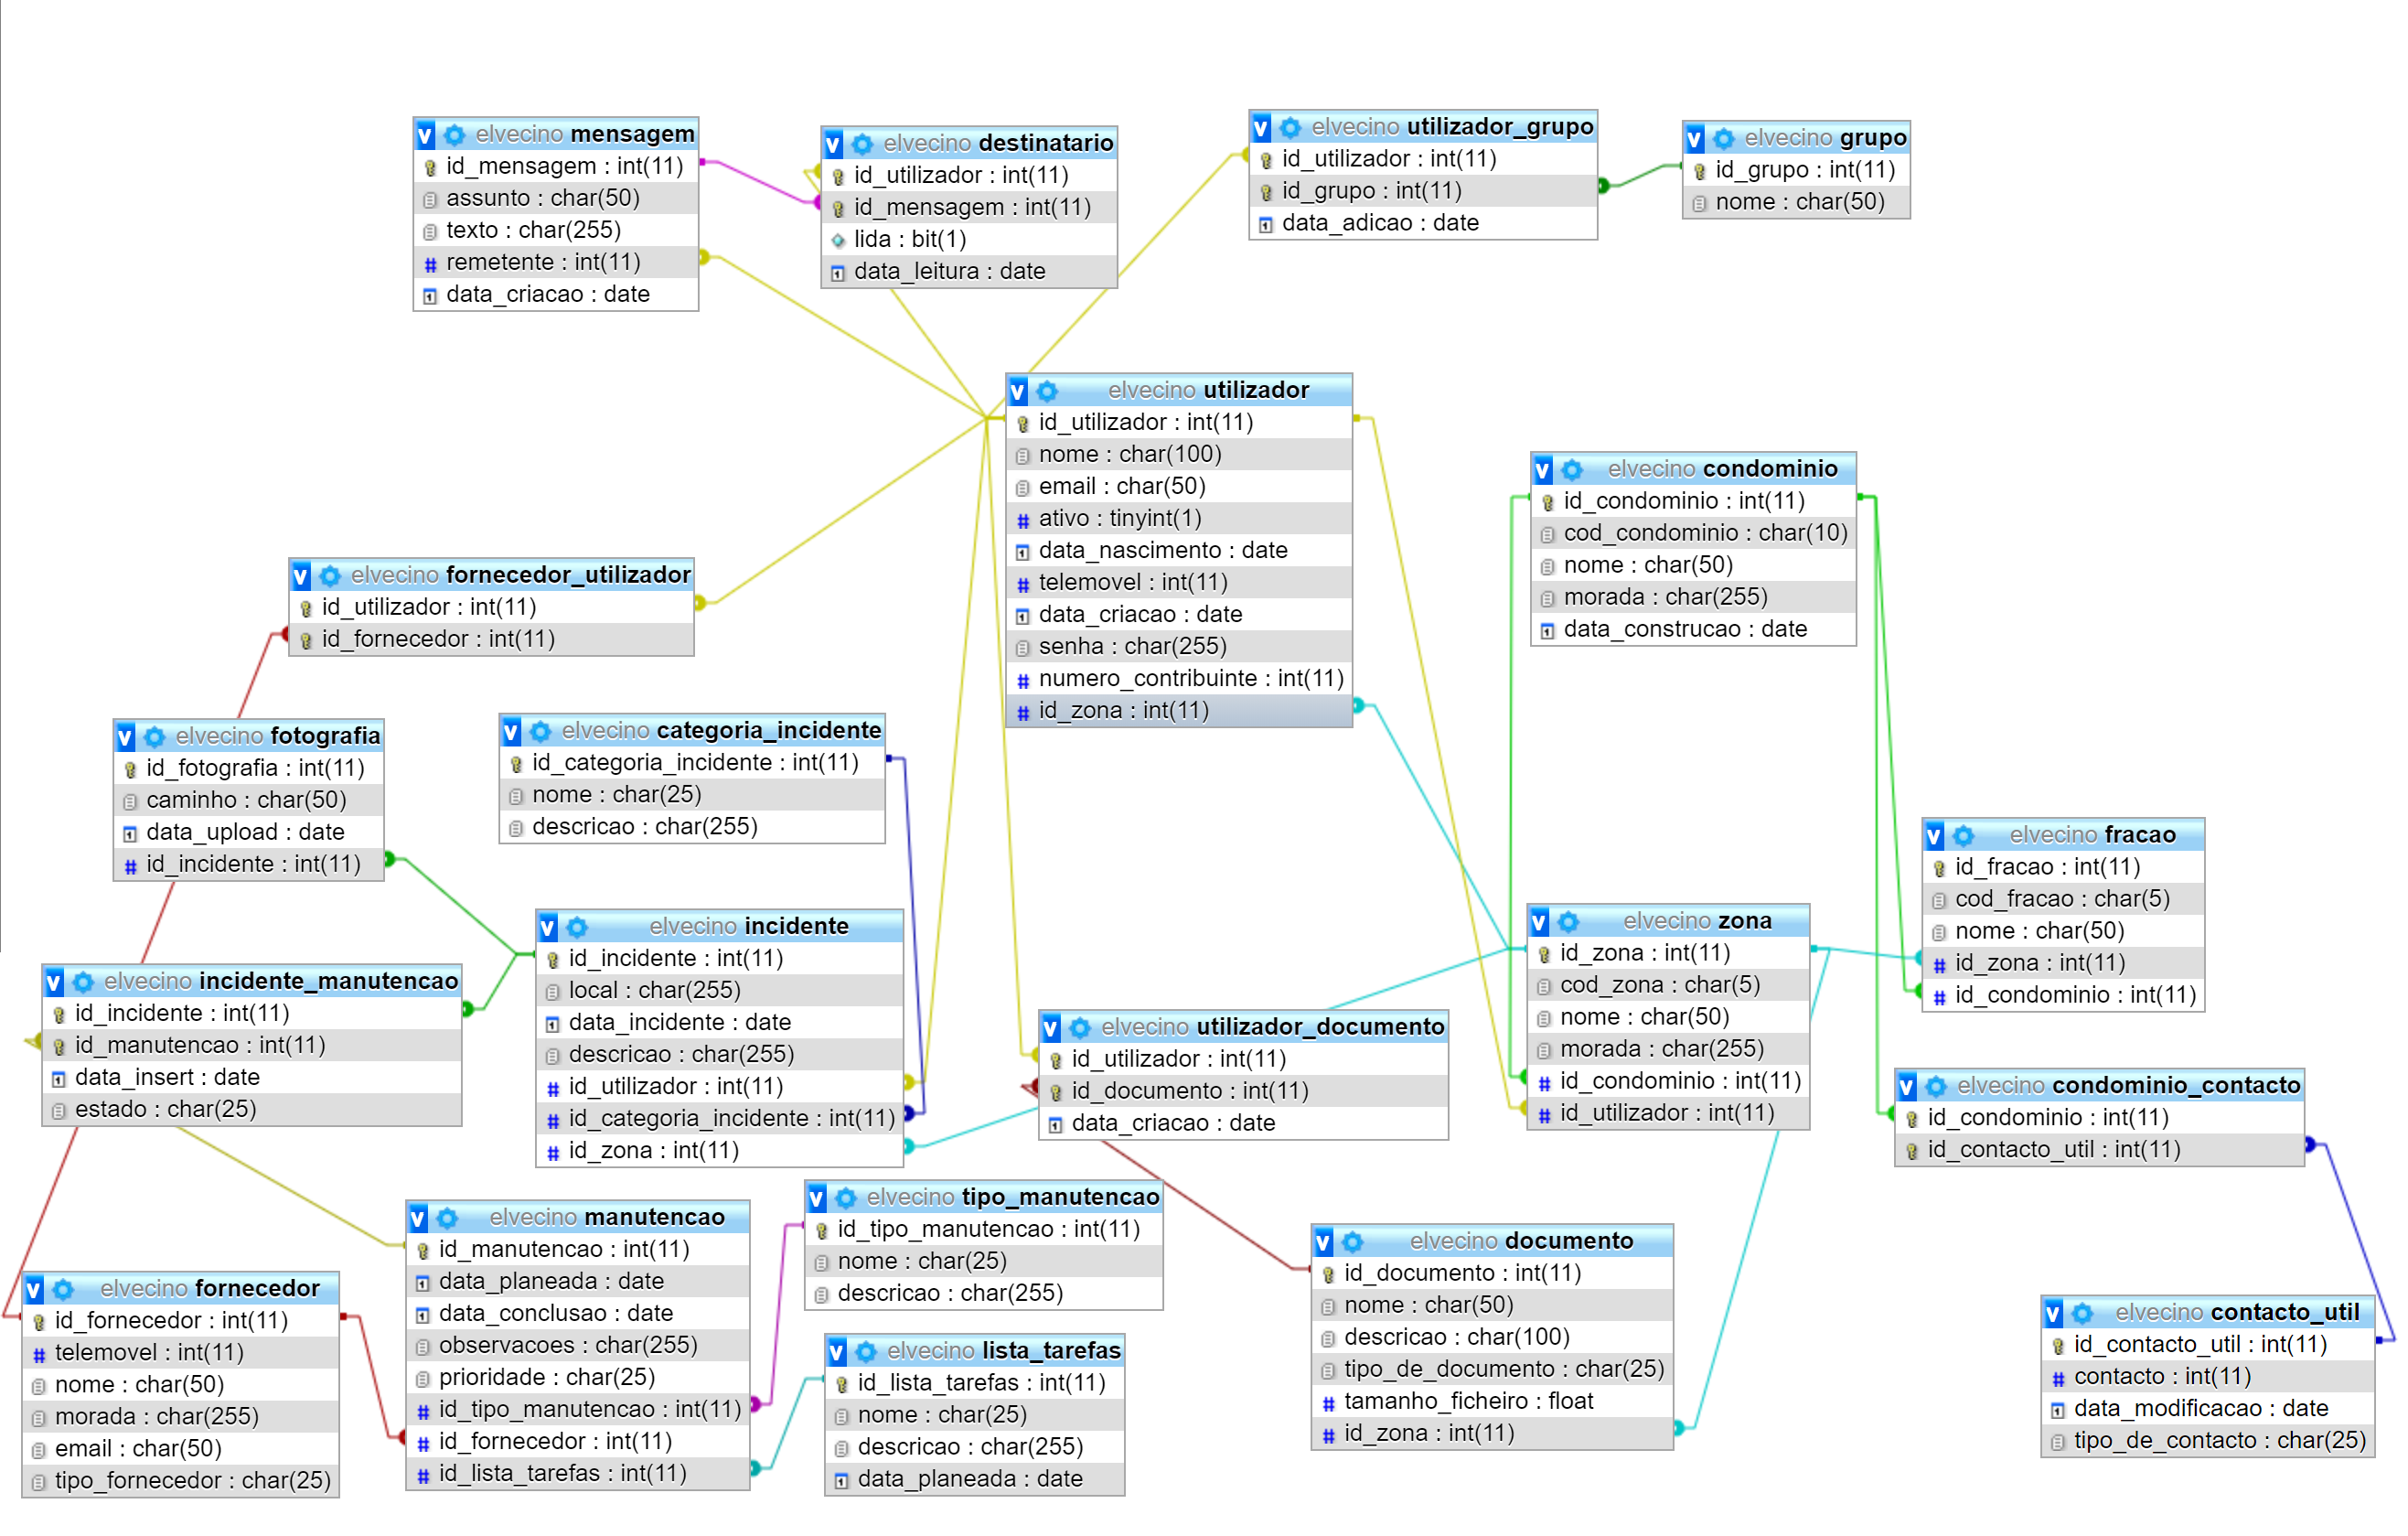 elvecino mensagem
id_mensagem : int(11)
assunto : char(50)
texto : char(255)
remetente : int(11)
data_criacao : date
elvecino destinatario
id_utilizador : int(11)
id_mensagem : int(11)
lida : bit(1)
data_leitura : date
elvecino utilizador_grupo
id_utilizador : int(11)
id_grupo : int(11)
data_adicao : date
elvecino grupo
id_grupo : int(11)
nome : char(50)
elvecino utilizador
id_utilizador : int(11)
nome : char(100)
email : char(50)
ativo : tinyint(1)
data_nascimento : date
telemovel : int(11)
data_criacao : date
senha : char(255)
numero_contribuinte : int(11)
id_zona : int(11)
elvecino condominio
id_condominio : int(11)
cod_condominio : char(10)
nome : char(50)
morada : char(255)
data_construcao : date
elvecino fornecedor_utilizador
id_utilizador : int(11)
id_fornecedor : int(11)
elvecino fotografia
id_fotografia : int(11)
caminho : char(50)
data_upload : date
id_incidente : int(11)
elvecino categoria_incidente
id_categoria_incidente : int(11)
nome : char(25)
descricao : char(255)
elvecino fracao
id_fracao : int(11)
cod_fracao : char(5)
nome : char(50)
id_zona : int(11)
id_condominio : int(11)
elvecino incidente
id_incidente : int(11)
local : char(255)
data_incidente : date
descricao : char(255)
id_utilizador : int(11)
id_categoria_incidente : int(11)
id_zona : int(11)
elvecino zona
id_zona : int(11)
cod_zona : char(5)
nome : char(50)
morada : char(255)
id_condominio : int(11)
id_utilizador : int(11)
elvecino incidente_manutencao
id_incidente : int(11)
id_manutencao : int(11)
data_insert : date
estado : char(25)
elvecino utilizador_documento
id_utilizador : int(11)
id_documento : int(11)
data_criacao : date
elvecino condominio_contacto
id_condominio : int(11)
id_contacto_util : int(11)
elvecino manutencao
id_manutencao : int(11)
data_planeada : date
data_conclusao : date
observacoes : char(255)
prioridade : char(25)
id_tipo_manutencao : int(11)
id_fornecedor : int(11)
id_lista_tarefas : int(11)
elvecino tipo_manutencao
id_tipo_manutencao : int(11)
nome : char(25)
descricao : char(255)
elvecino documento
id_documento : int(11)
nome : char(50)
descricao : char(100)
tipo_de_documento : char(25)
tamanho_ficheiro : float
id_zona : int(11)
elvecino fornecedor
id_fornecedor : int(11)
telemovel : int(11)
nome : char(50)
morada : char(255)
email : char(50)
tipo_fornecedor : char(25)
elvecino lista_tarefas
id_lista_tarefas : int(11)
nome : char(25)
descricao : char(255)
data_planeada : date
elvecino contacto_util
id_contacto_util : int(11)
contacto : int(11)
data_modificacao : date
tipo_de_contacto : char(25)